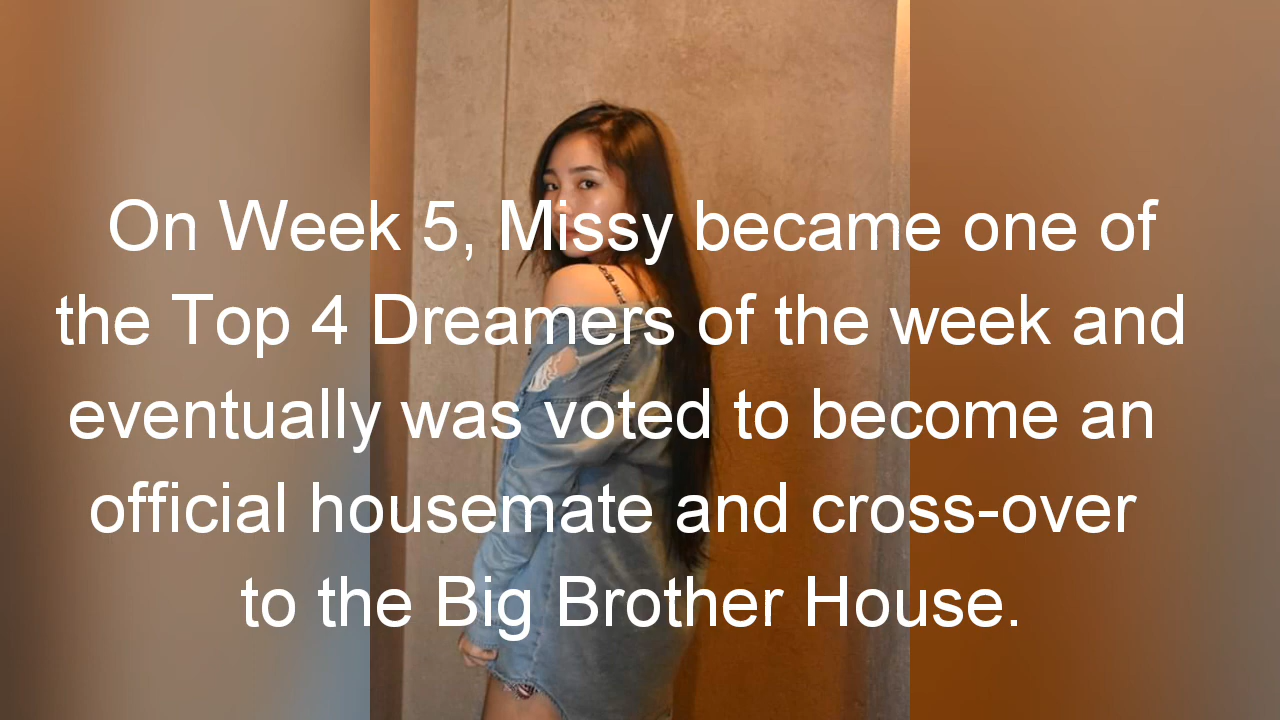 On Week 5, Missy became one of
the Top 4 Dreamers of the week and
eventually was voted to become an
official housemate and cross-over
to the Big Brother House.